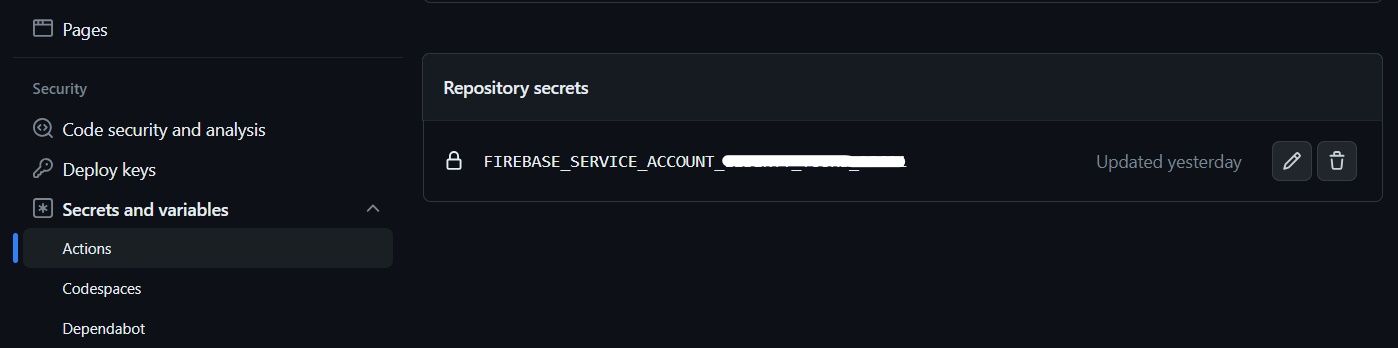 Pages
Security
Code security and analysis
Deploy keys
Secrets and variables
Actions
Codespaces
Dependabot
Repository secrets
FIREBASE_SERVICE_ACCOUNT_
Updated yesterday